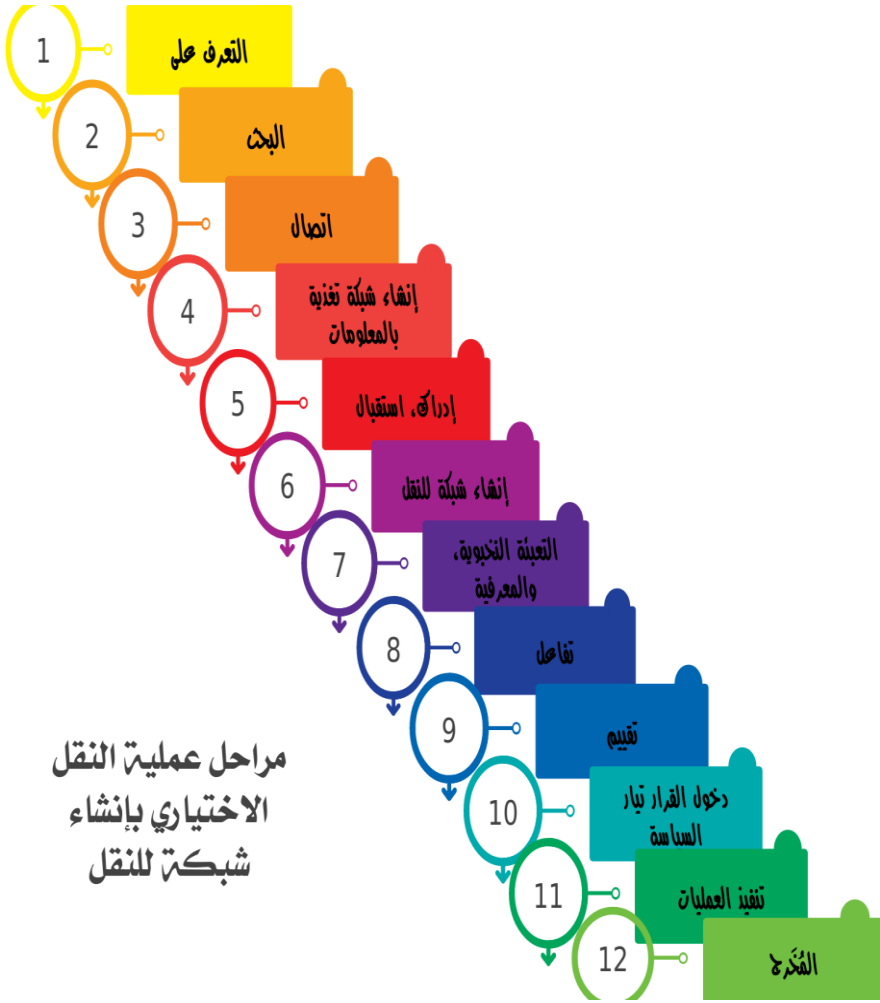 1
التعرف على
2
البحث
3
اتصال
4
إنشاء شبكة تغذية
بالمعلومات
5
إدراك، استقبال
6
إنشاء شبكة للنقل
7
التعبئة النخبوية،
والمعرفية
8
تفاعل
9
تقييم
10
دخول القرار تيار
السياسة
11
تنفيذ العمليات
12
المُخَرج
مراحل عملية النقل
الاختياري بإنشاء
شبكة للنقل